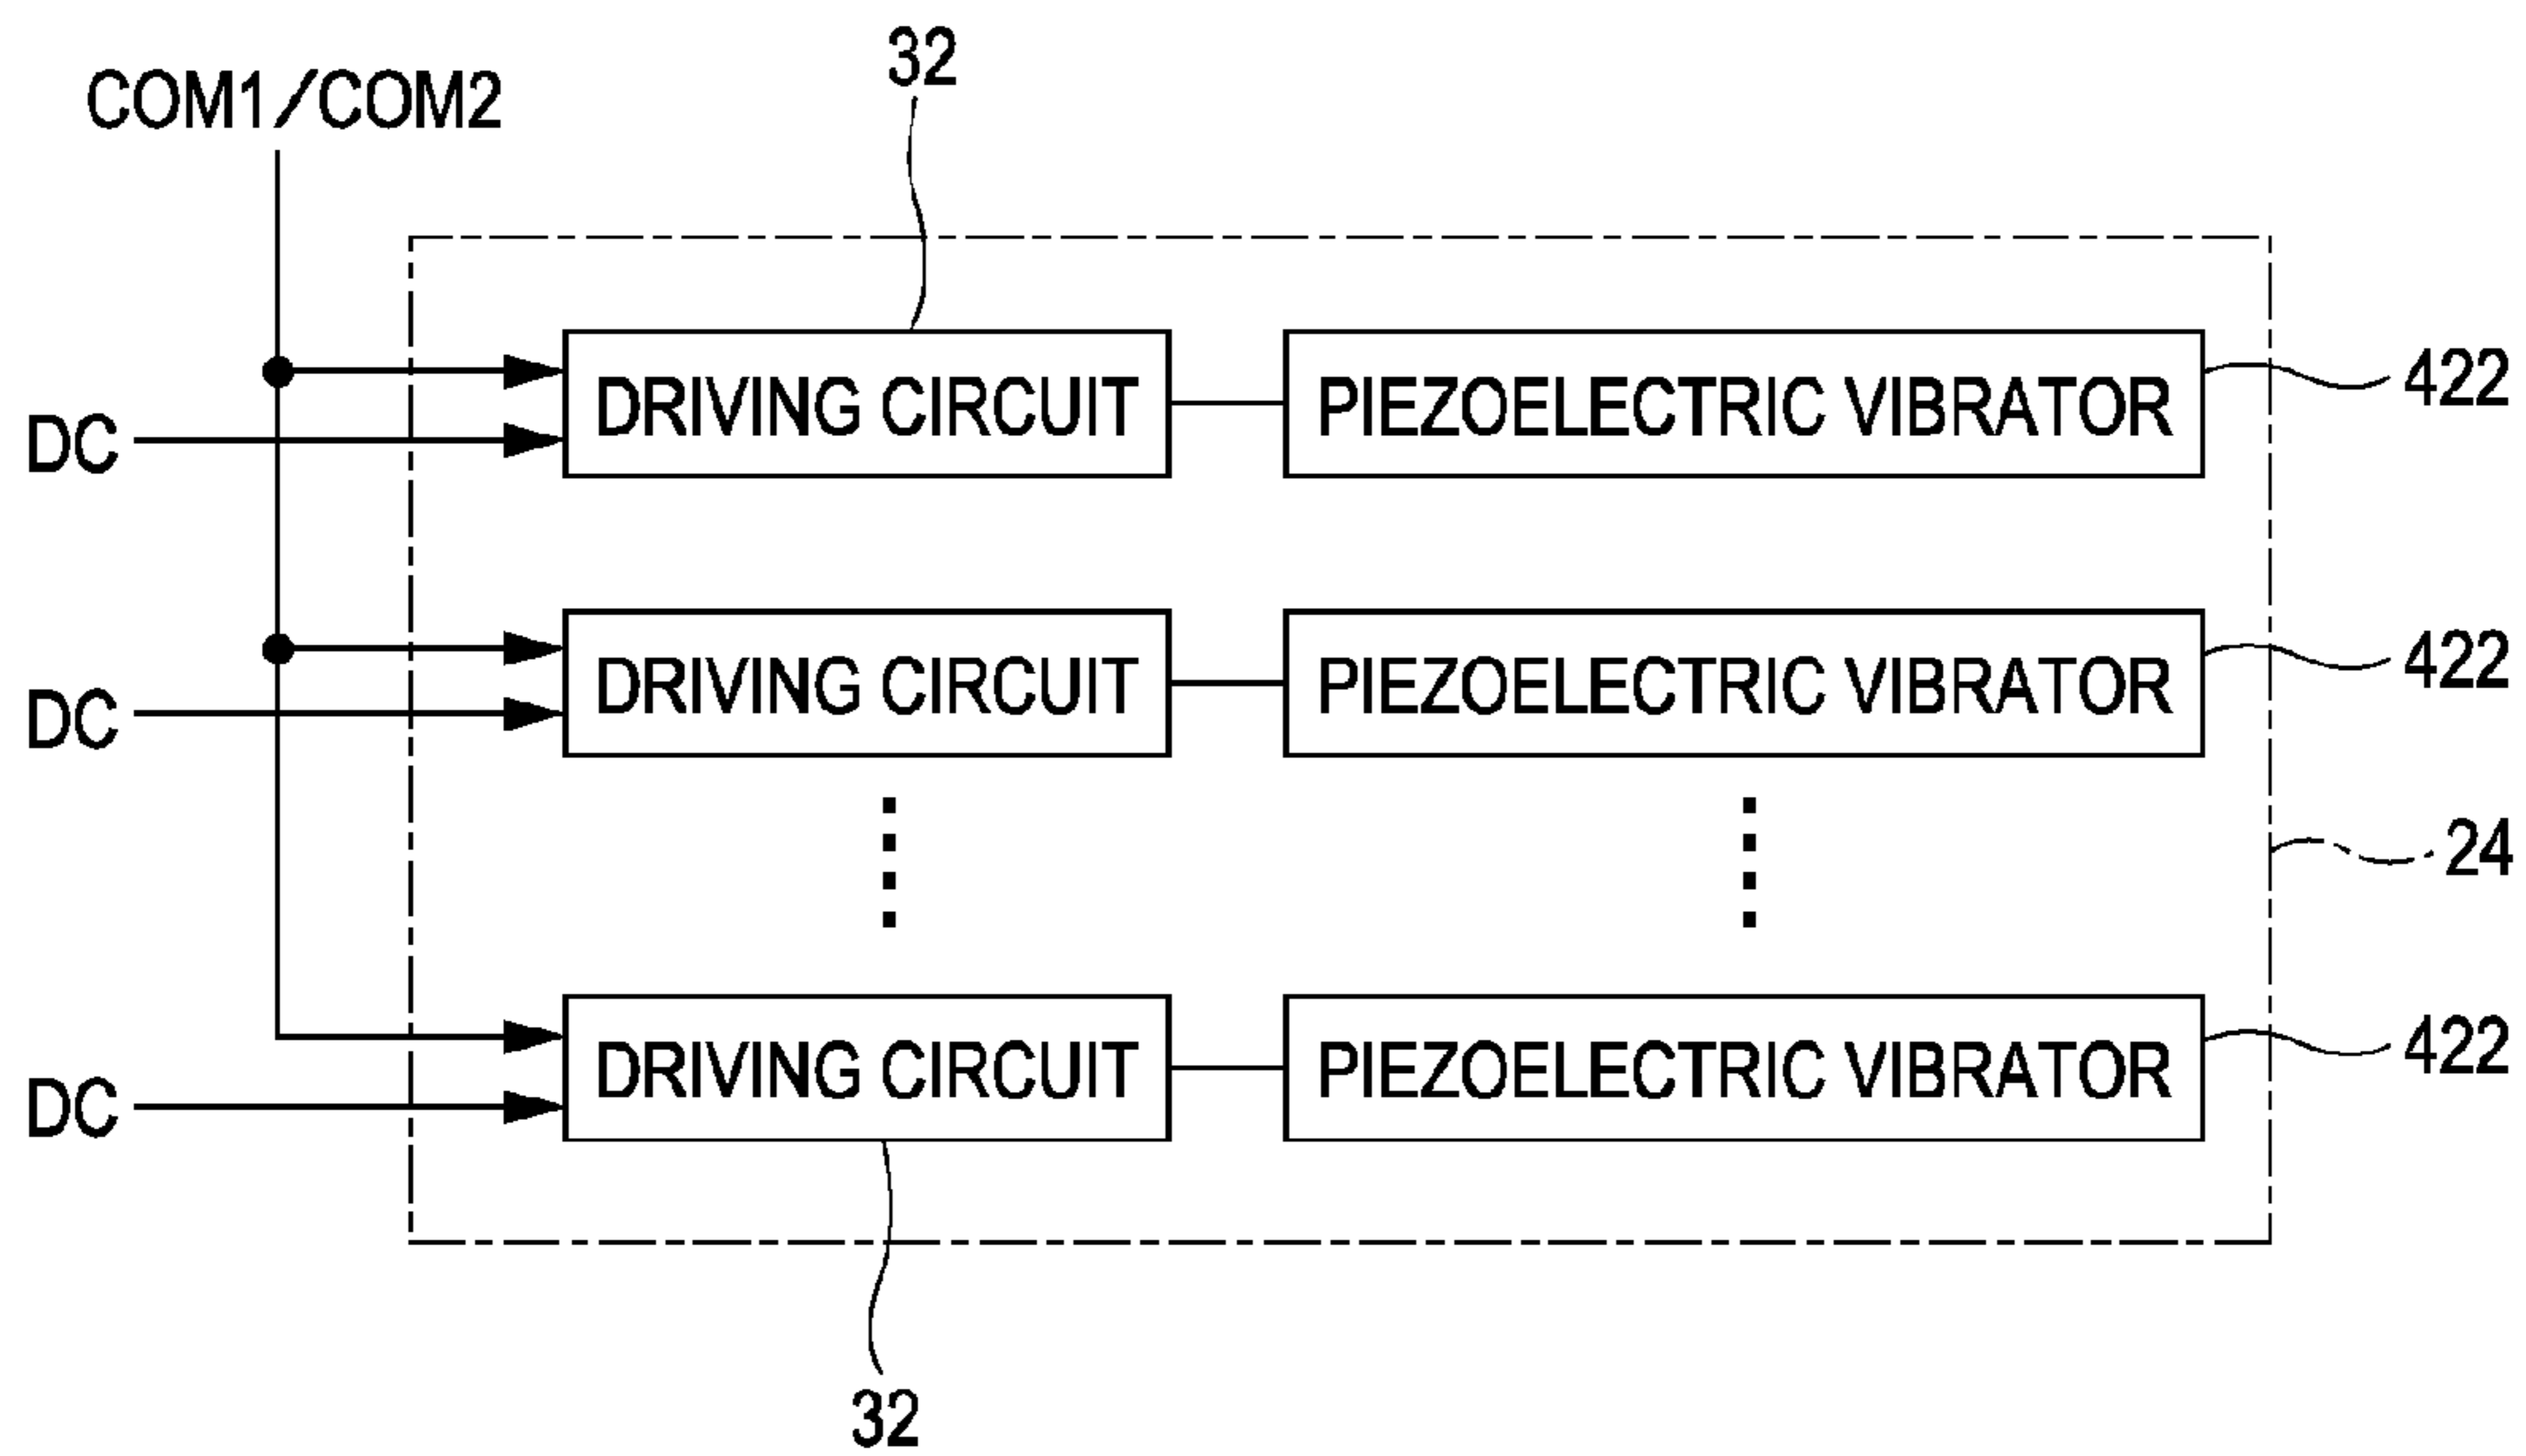 32
COM1/COM2
DRIVING CIRCUIT
PIEZOELECTRIC VIBRATOR
422
DC
DRIVING CIRCUIT
PIEZOELECTRIC VIBRATOR
422
DC
24
DRIVING CIRCUIT
PIEZOELECTRIC VIBRATOR
422
DC
32